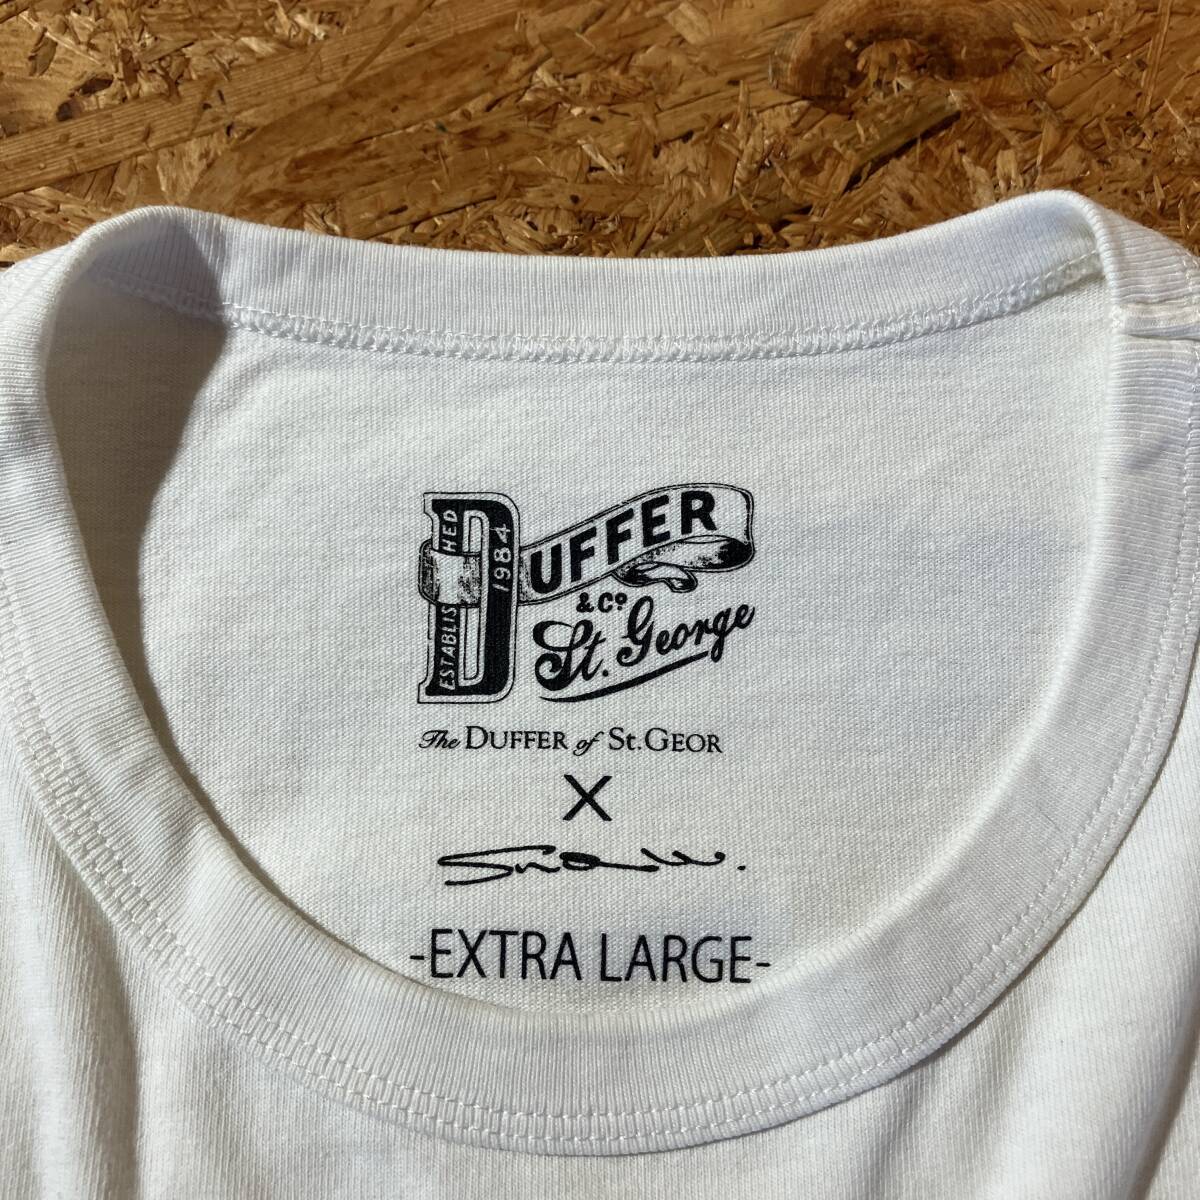 DUFFER
ESTABLISHED
1984
& Co
St. George
The DUFFER of St. GEOR
X
-EXTRA LARGE-